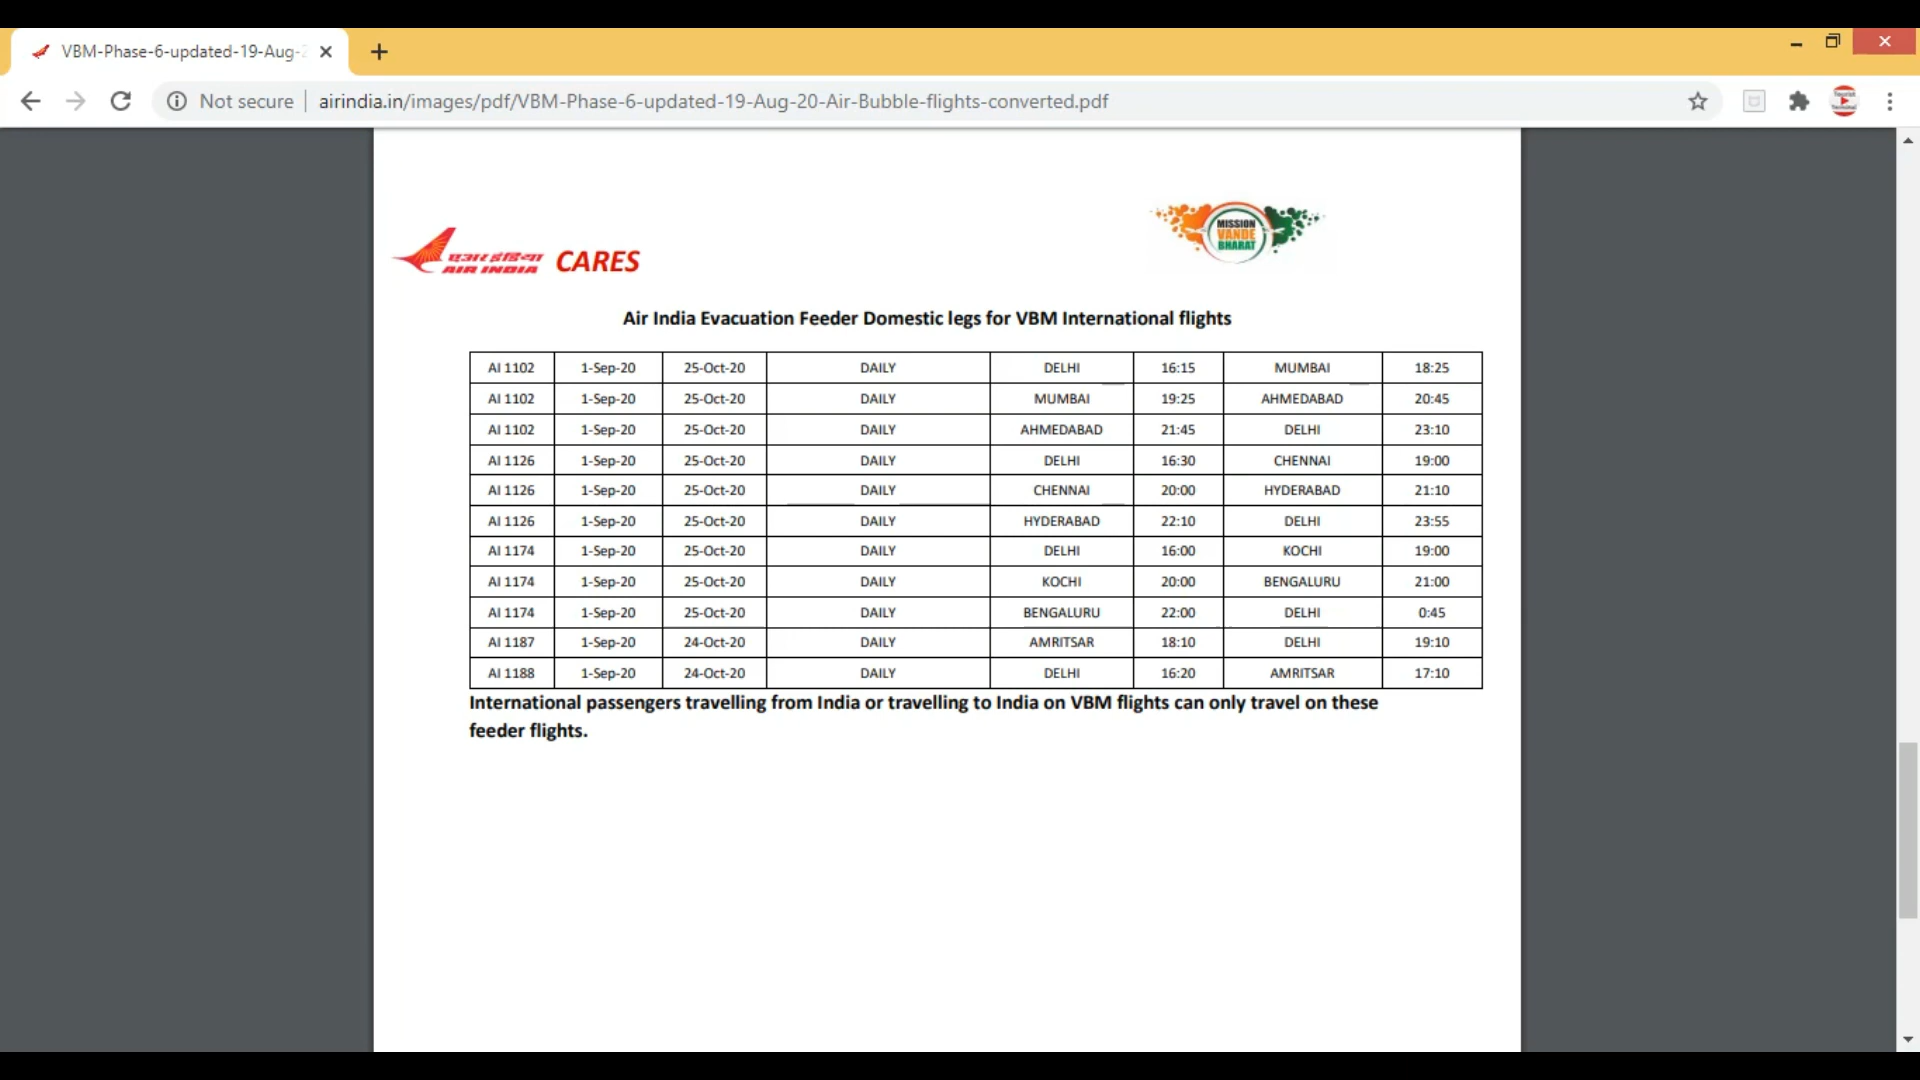 VBM-Phase-6-updated-19-Aug-2
Not secure airindia.in/images/pdf/VBM-Phase-6-updated-19-Aug-20-Air-Bubble-flights-converted.pdf
MISSION
VANDE
BHARAT
एअर इंडिया
AIR INDIA CARES
Air India Evacuation Feeder Domestic legs for VBM International flights
AI 1102 1-Sep-20 25-Oct-20 DAILY DELHI 16:15 MUMBAI 18:25
AI 1102 1-Sep-20 25-Oct-20 DAILY MUMBAI 19:25 AHMEDABAD 20:45
AI 1102 1-Sep-20 25-Oct-20 DAILY AHMEDABAD 21:45 DELHI 23:10
AI 1126 1-Sep-20 25-Oct-20 DAILY DELHI 16:30 CHENNAI 19:00
AI 1126 1-Sep-20 25-Oct-20 DAILY CHENNAI 20:00 HYDERABAD 21:10
AI 1126 1-Sep-20 25-Oct-20 DAILY HYDERABAD 22:10 DELHI 23:55
AI 1174 1-Sep-20 25-Oct-20 DAILY DELHI 16:00 KOCHI 19:00
AI 1174 1-Sep-20 25-Oct-20 DAILY KOCHI 20:00 BENGALURU 21:00
AI 1174 1-Sep-20 25-Oct-20 DAILY BENGALURU 22:00 DELHI 0:45
AI 1187 1-Sep-20 24-Oct-20 DAILY AMRITSAR 18:10 DELHI 19:10
AI 1188 1-Sep-20 24-Oct-20 DAILY DELHI 16:20 AMRITSAR 17:10
International passengers travelling from India or travelling to India on VBM flights can only travel on these
feeder flights.